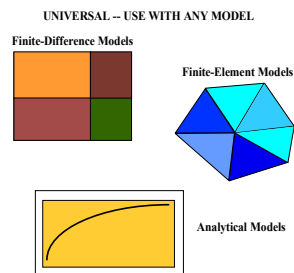 UNIVERSAL -- USE WITH ANY MODEL
Finite-Difference Models
Finite-Element Models
Analytical Models